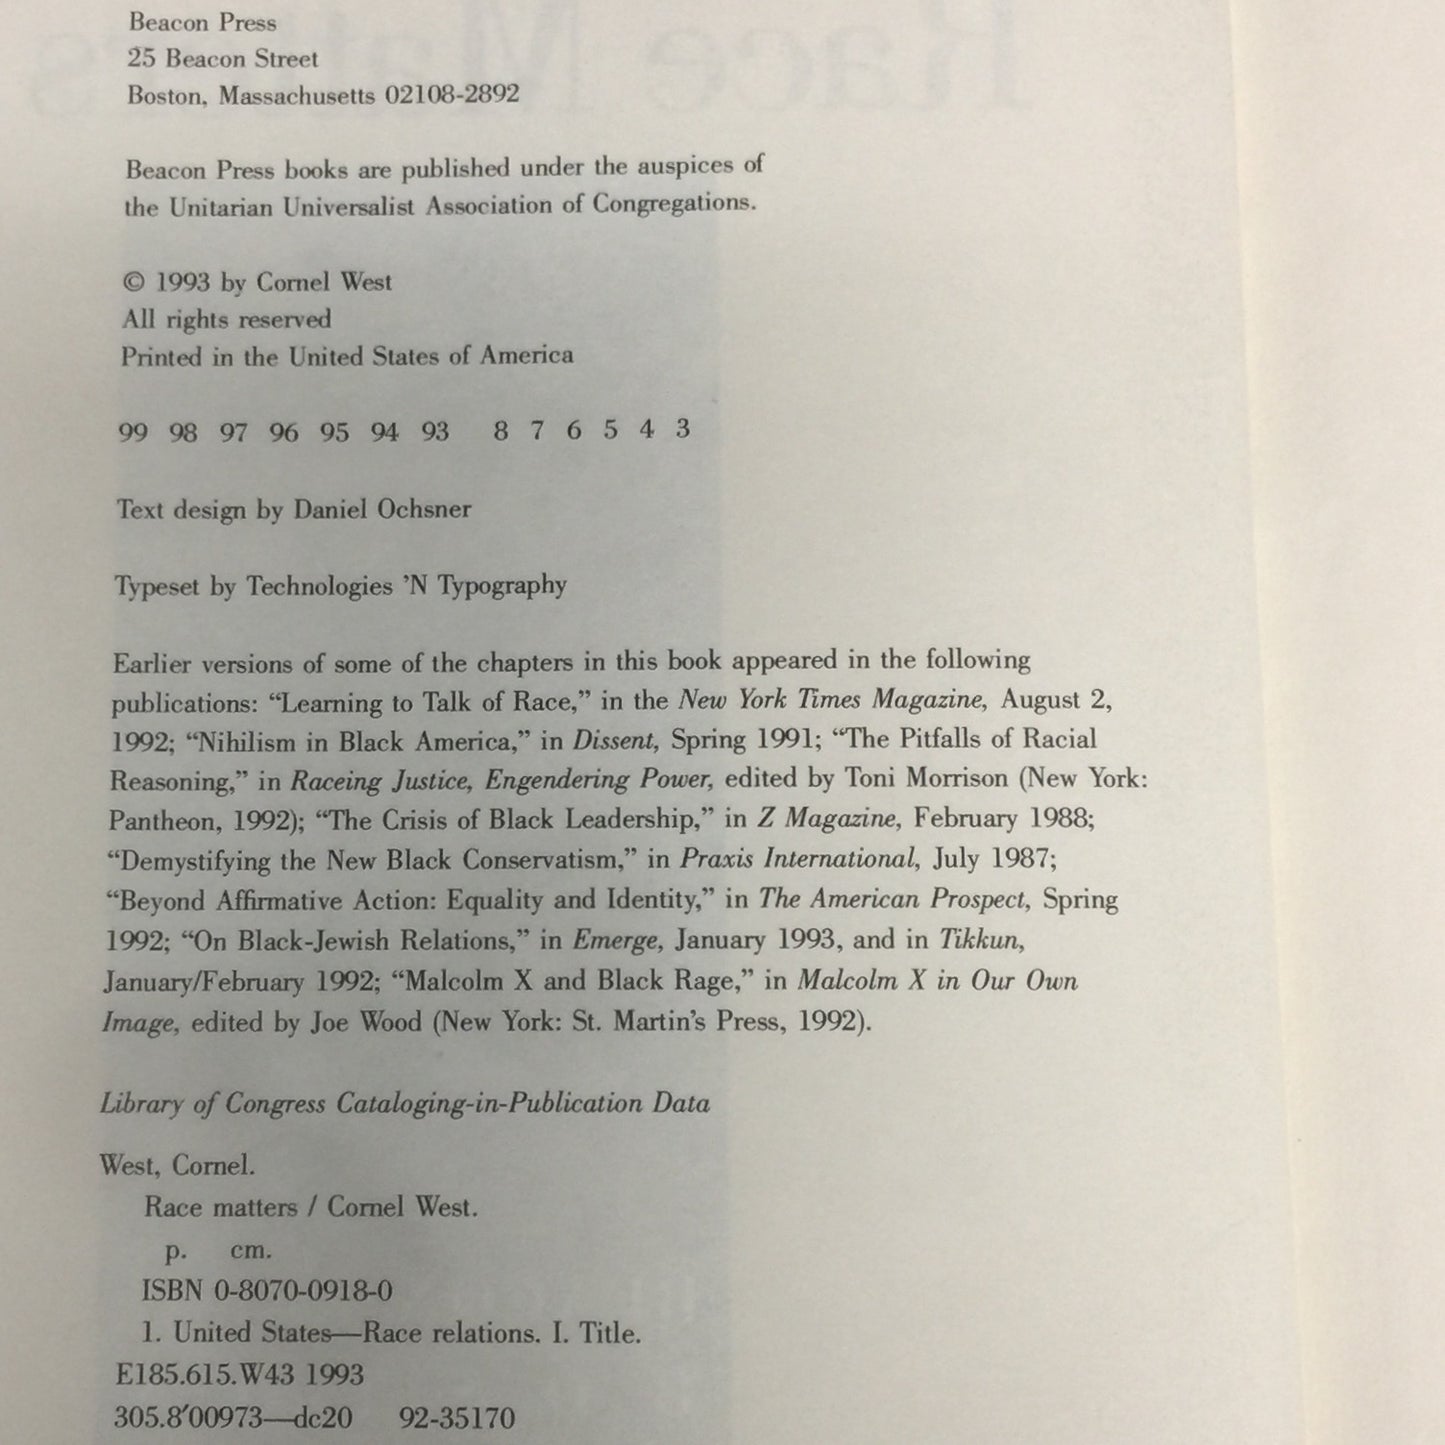 Beacon Press
25 Beacon Street
Boston, Massachusetts 02108-2892
Beacon Press books are published under the auspices of
the Unitarian Universalist Association of Congregations.
© 1993 by Cornel West
All rights reserved
Printed in the United States of America
99 98 97 96 95 94 93 8 7 6 5 4 3
Text design by Daniel Ochsner
Typeset by Technologies ’N Typography
Earlier versions of some of the chapters in this book appeared in the following
publications: “Learning to Talk of Race,” in the New York Times Magazine, August 2,
1992; “Nihilism in Black America,” in Dissent, Spring 1991; “The Pitfalls of Racial
Reasoning,” in Raceing Justice, Engendering Power, edited by Toni Morrison (New York:
Pantheon, 1992); “The Crisis of Black Leadership,” in Z Magazine, February 1988;
“Demystifying the New Black Conservatism,” in Praxis International, July 1987;
“Beyond Affirmative Action: Equality and Identity,” in The American Prospect, Spring
1992; “On Black-Jewish Relations,” in Emerge, January 1993, and in Tikkun,
January/February 1992; “Malcolm X and Black Rage,” in Malcolm X in Our Own
Image, edited by Joe Wood (New York: St. Martin’s Press, 1992).
Library of Congress Cataloging-in-Publication Data
West, Cornel.
Race matters / Cornel West.
p. cm.
ISBN 0-8070-0918-0
1. United States—Race relations. I. Title.
E185.615.W43 1993
305.8′00973—dc20 92-35170